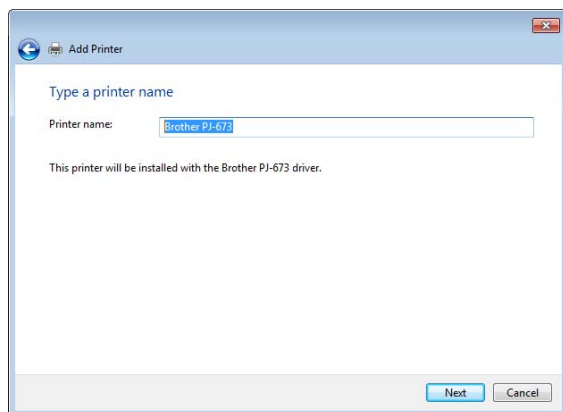 Add Printer
Type a printer name
Printer name: Brother PJ-673
This printer will be installed with the Brother PJ-673 driver.
Next Cancel